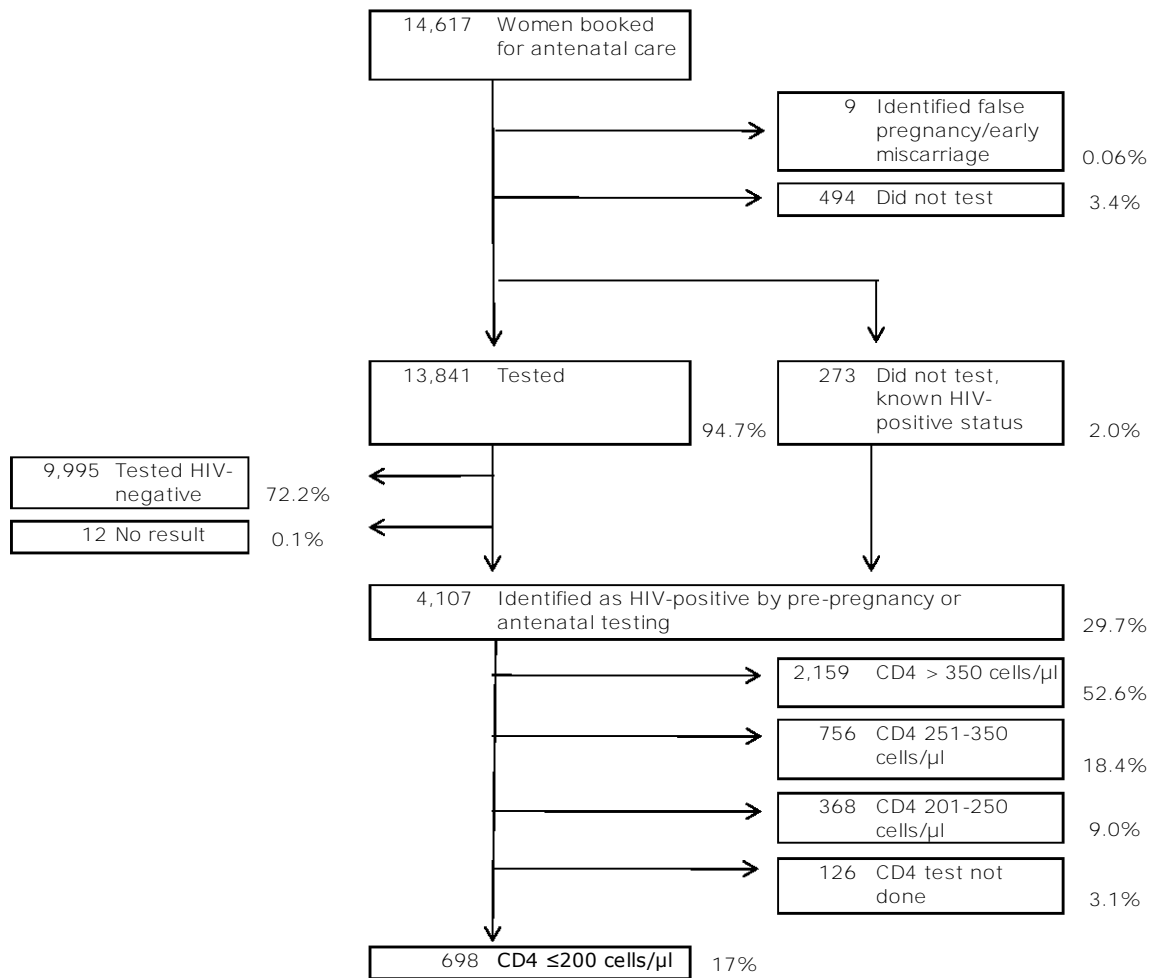 14,617 Women booked
for antenatal care
9 Identified false
pregnancy/early
miscarriage
0.06%
494 Did not test
3.4%
13,841 Tested
94.7%
273 Did not test,
known HIV-
positive status
2.0%
9,995 Tested HIV-
negative
72.2%
12 No result
0.1%
4,107 Identified as HIV-positive by pre-pregnancy or
antenatal testing
29.7%
2,159 CD4 > 350 cells/µl
52.6%
756 CD4 251-350
cells/µl
18.4%
368 CD4 201-250
cells/µl
9.0%
126 CD4 test not
done
3.1%
698 CD4 ≤200 cells/µl
17%